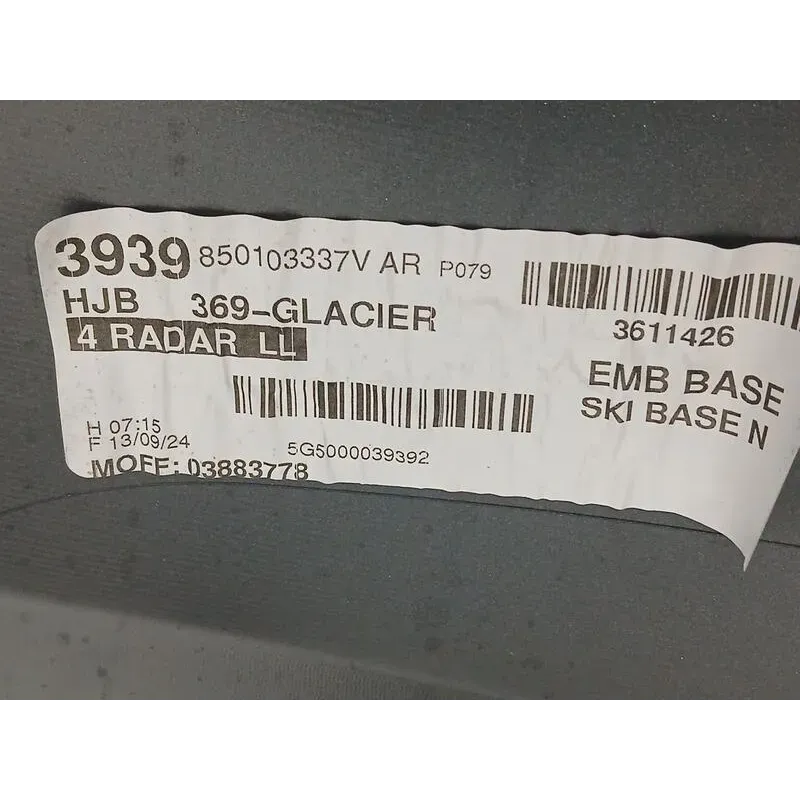 3939 850103337V AR P079
HJB 369-GLACIER
4 RADAR LL
3611426
EMB BASE
SKI BASE N
H 07:15
F 13/09/24
5G5000039392
MOFF: 03883778